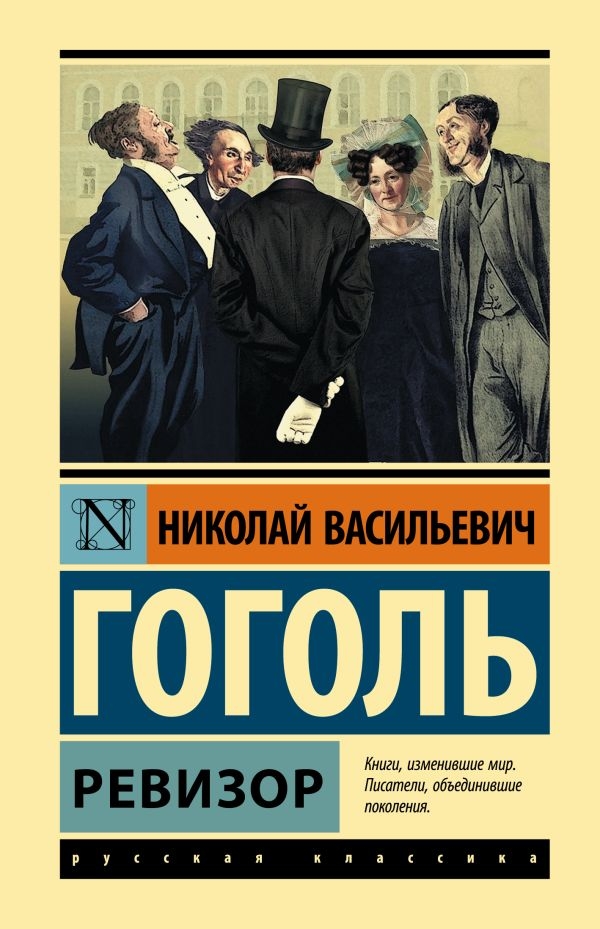 N
НИКОЛАЙ ВАСИЛЬЕВИЧ
ГОГОЛЬ
РЕВИЗОР
Книги, изменившие мир.
Писатели, объединившие
поколения.
русская классика